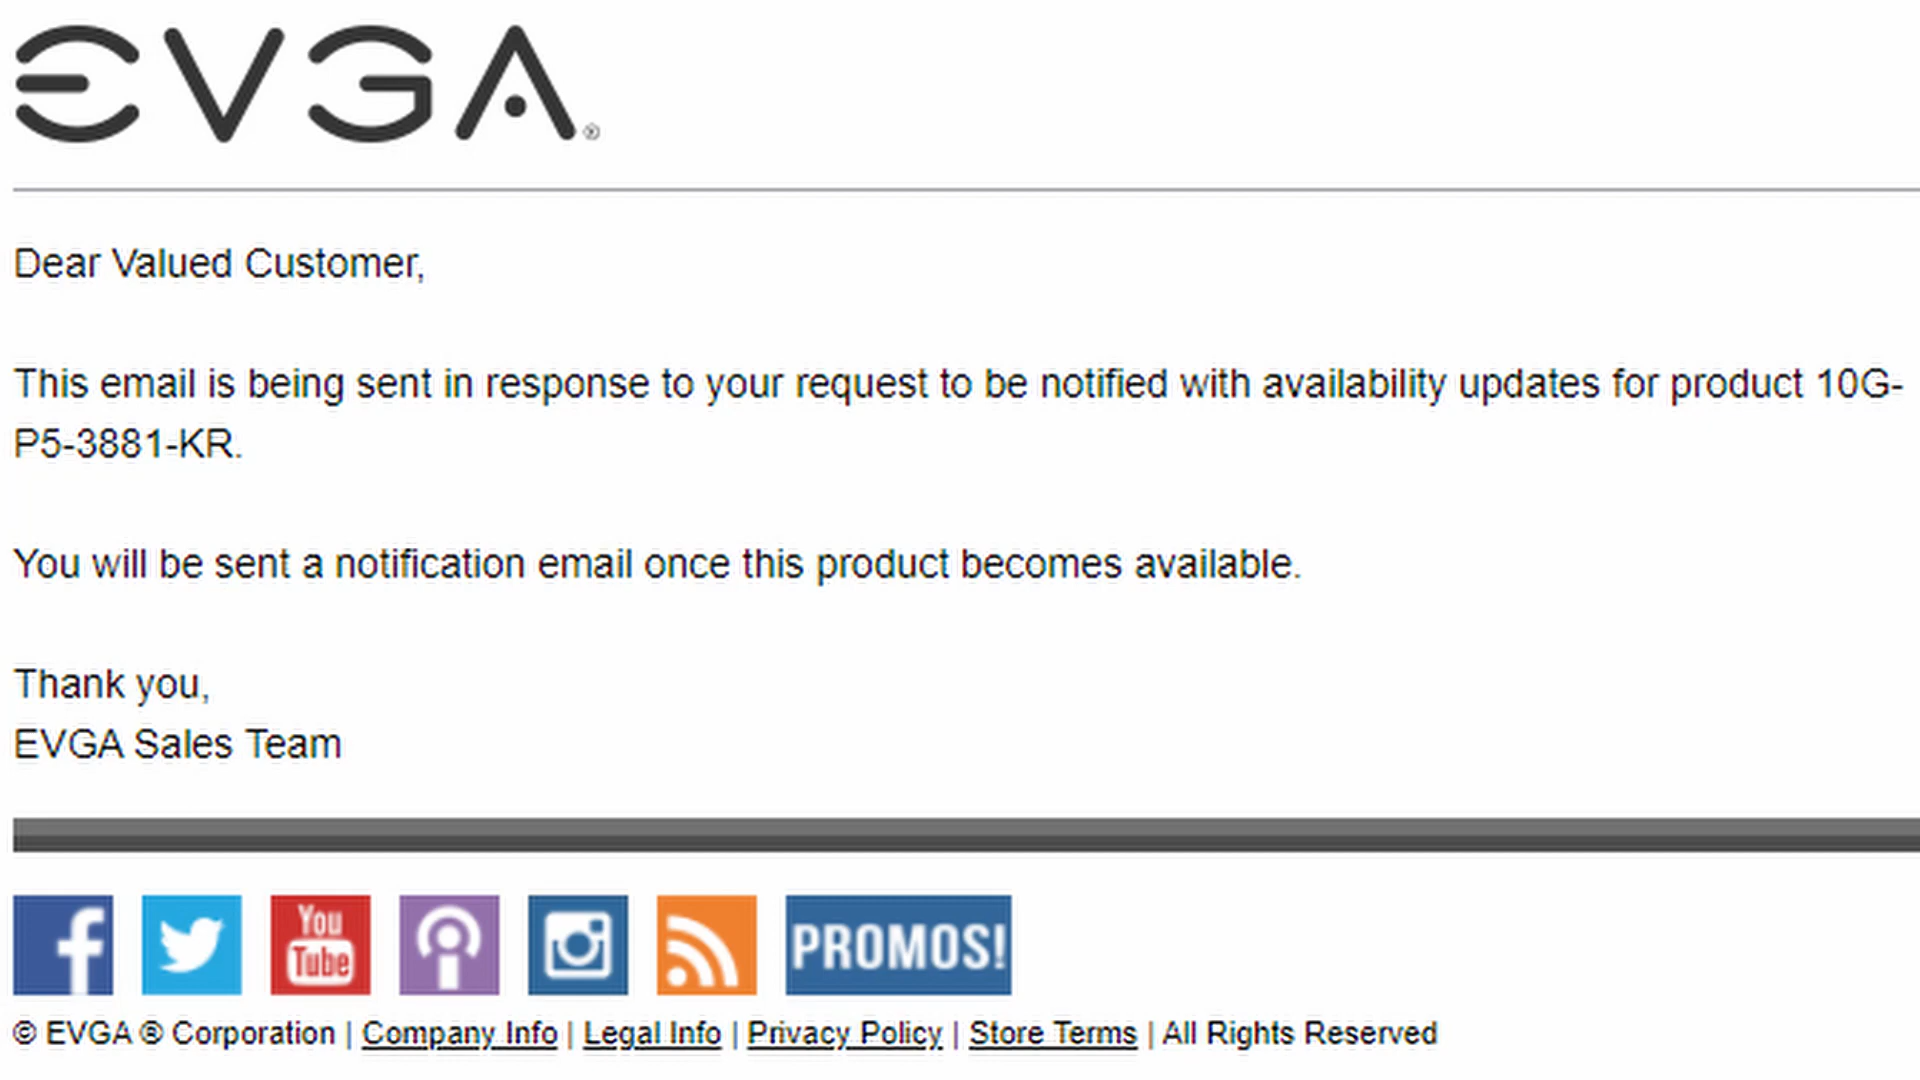 EVGA®
Dear Valued Customer,
This email is being sent in response to your request to be notified with availability updates for product 10G-
P5-3881-KR.
You will be sent a notification email once this product becomes available.
Thank you,
EVGA Sales Team
f
You
Tube
PROMOS!
© EVGA ® Corporation | Company Info | Legal Info | Privacy Policy | Store Terms | All Rights Reserved